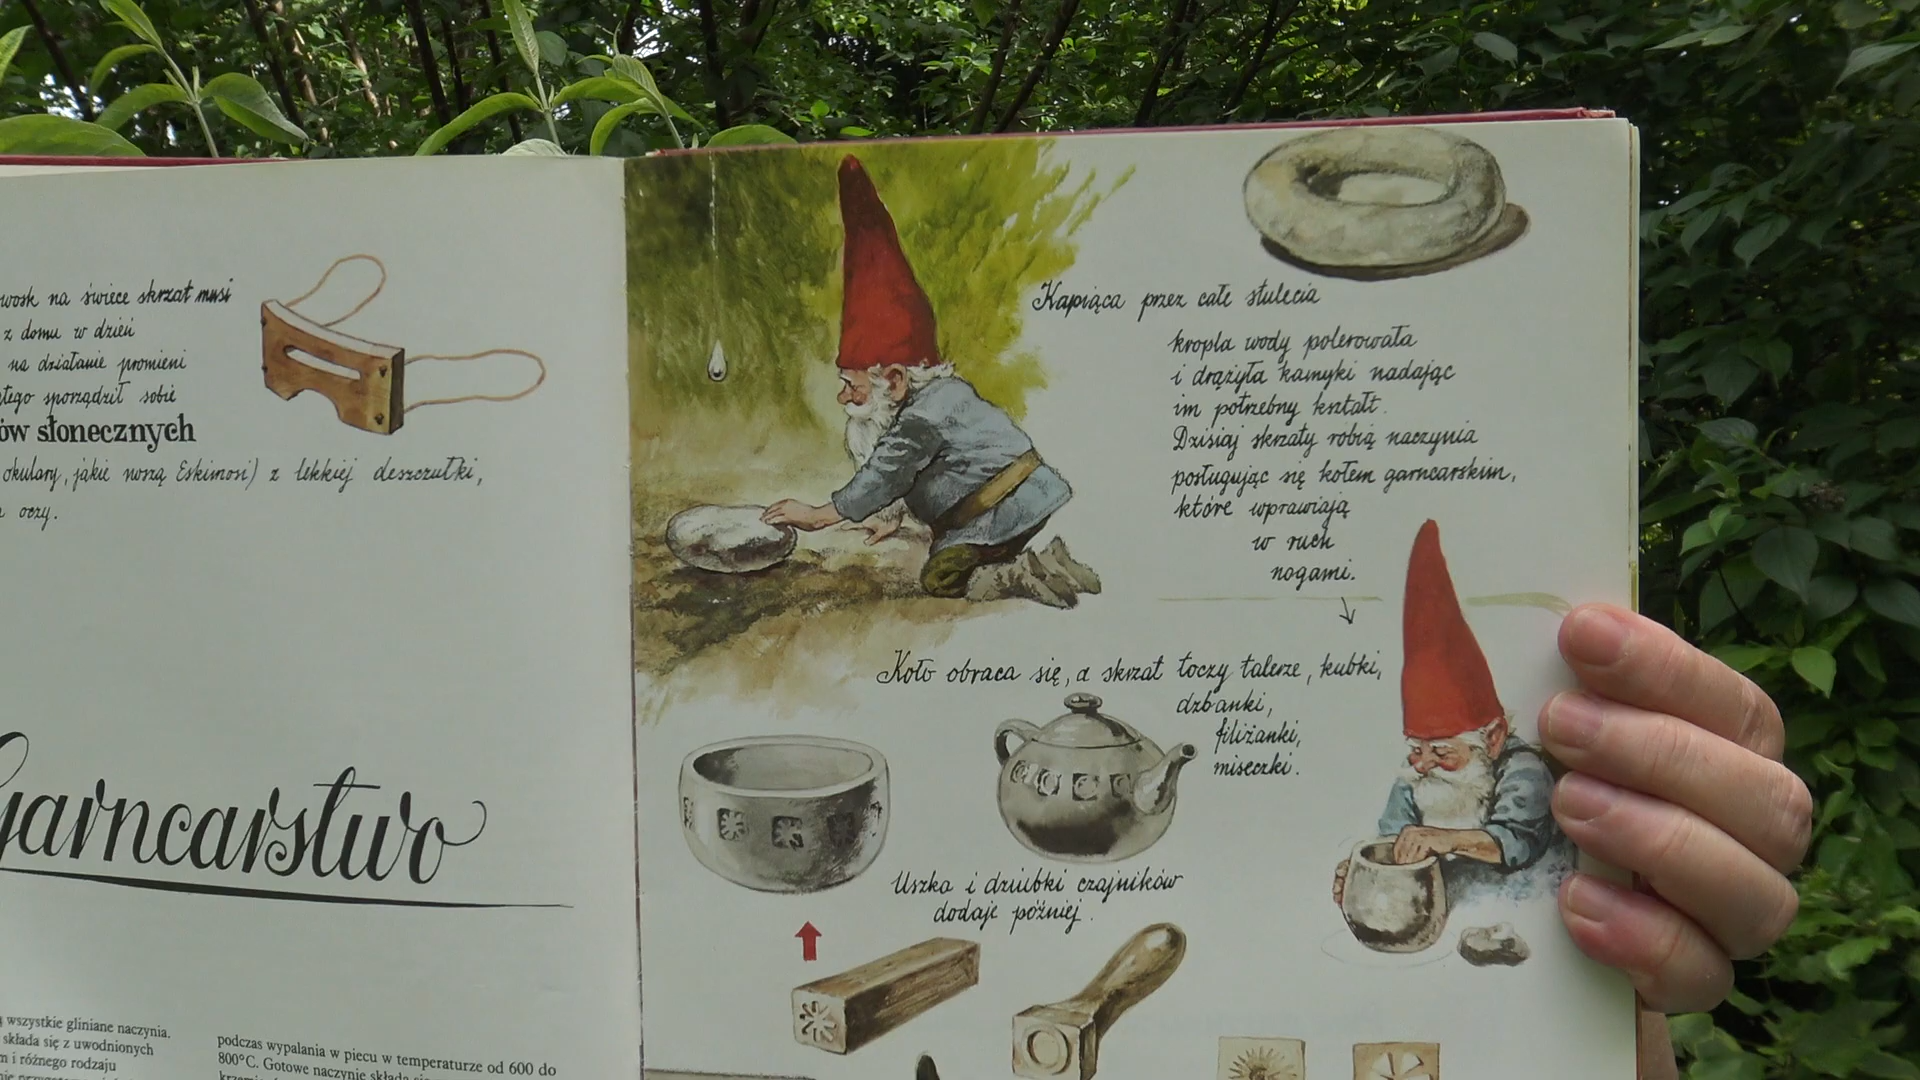 wosk na świece skrzat musi
z domu w dzień
na działanie promieni
sporządził sobie
słonecznych
okulary, jakie noszą Eskimosi) z lekkiej deszczułki,
oczy.
Garncarstwo
wszystkie gliniane naczynia.
składa się z uwodnionych
i różnego rodzaju
podczas wypalania w piecu w temperaturze od 600 do
800°C. Gotowe naczynie składa się
Kapiąca przez całe stulecia
kropla wody polerowała
i drążyła kamyki nadając
im potrzebny kształt.
Dzisiaj skrzaty robią naczynia
posługując się kołem garncarskim,
które wprawiają
w ruch
nogami.
Koło obraca się, a skrzat toczy talerze, kubki,
dzbanki,
filiżanki,
miseczki.
Uszka i dziubki czajników
dodaje później.